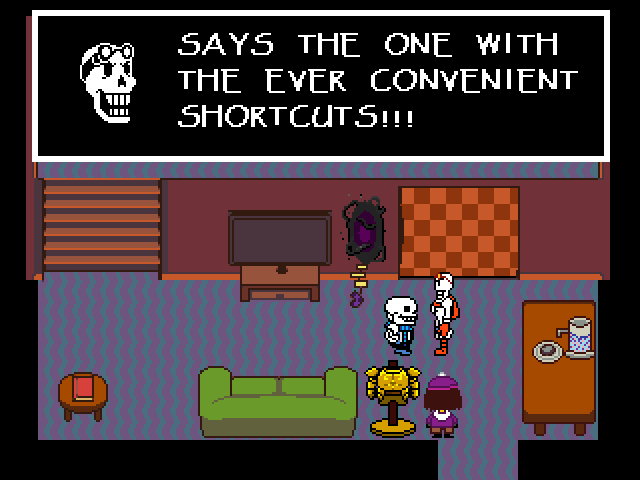 SAYS THE ONE WITH
THE EVER CONVENIENT
SHORTCUTS!!!